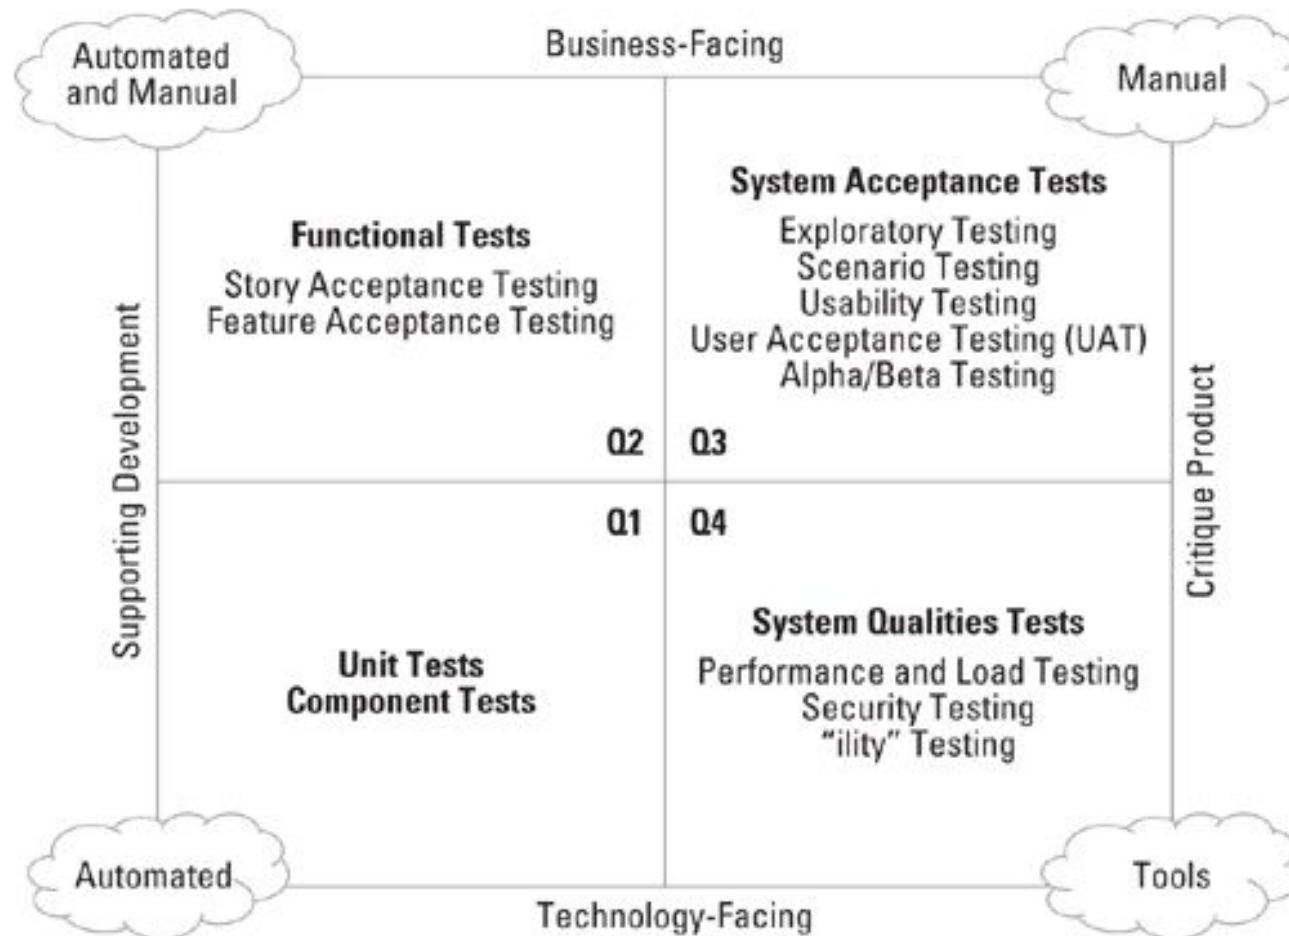 Business-Facing
Automated
and Manual
Manual
Functional Tests
Story Acceptance Testing
Feature Acceptance Testing
System Acceptance Tests
Exploratory Testing
Scenario Testing
Usability Testing
User Acceptance Testing (UAT)
Alpha/Beta Testing
Supporting Development
Critique Product
Q2
Q3
Q1
Q4
Unit Tests
Component Tests
System Qualities Tests
Performance and Load Testing
Security Testing
“ility” Testing
Automated
Tools
Technology-Facing